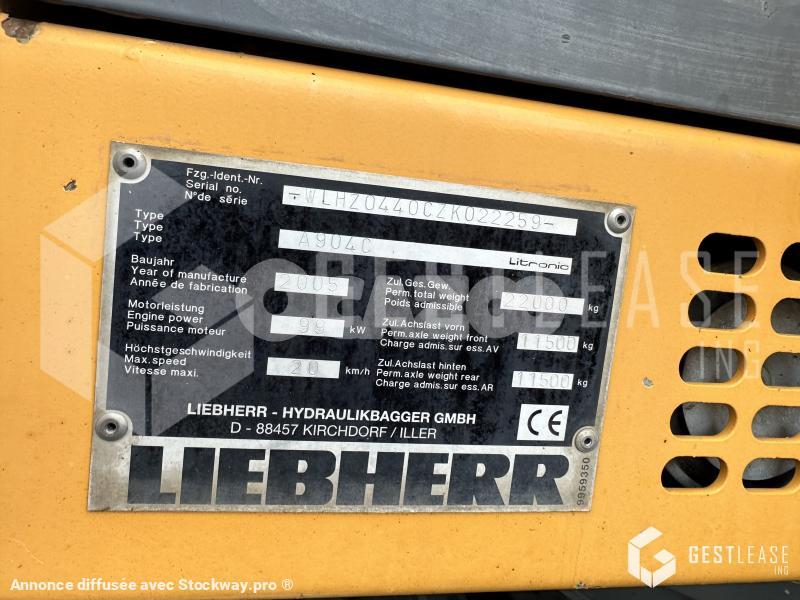 Fzg.-Ident.-Nr.
Serial no.
N°de série
-WLHZ0440CZK022259-
Type
Type
Type
A904C
Litronic
Baujahr
Year of manufacture
Année de fabrication
2005
Zul.Ges.Gew.
Perm.total weight
Poids admissible
22000 kg
Motorleistung
Engine power
Puissance moteur
99 kW
Zul.Achslast vorn
Perm.axle weight front
Charge admis.sur ess.AV
11500 kg
Höchstgeschwindigkeit
Max.speed
Vitesse maxi.
20 km/h
Zul.Achslast hinten
Perm.axle weight rear
Charge admis.sur ess.AR
11500 kg
LIEBHERR - HYDRAULIKBAGGER GMBH
D - 88457 KIRCHDORF / ILLER
CE
LIEBHERR
9959350
GESTLEASE
INC
GESTLEASE
INC
Annonce diffusée avec Stockway.pro ®